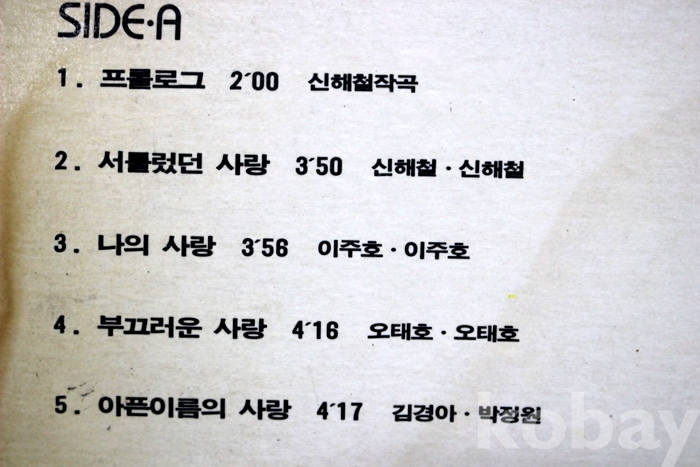 SIDE·A
1. 프롤로그 2´00 신해철작곡
2. 서툴렀던 사랑 3´50 신해철·신해철
3. 나의 사랑 3´56 이주호·이주호
4. 부끄러운 사랑 4´16 오태호·오태호
5. 아픈이름의 사랑 4´17 김경아·박정원
kobay